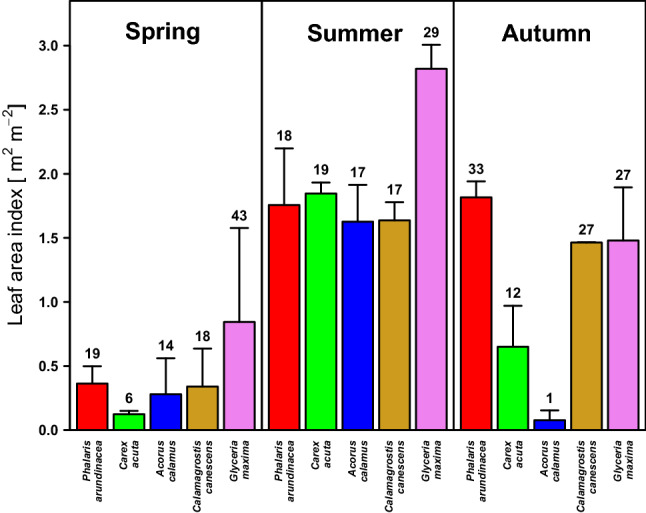 Spring Summer Autumn
Leaf area index [ m² m⁻²]
3.0
2.5
2.0
1.5
1.0
0.5
0.0
19 6 14 18 43
18 19 17 17 29
33 12 1 27 27
Phalaris
arundinacea
Carex
acuta
Acorus
calamus
Calamagrostis
canescens
Glyceria
maxima
Phalaris
arundinacea
Carex
acuta
Acorus
calamus
Calamagrostis
canescens
Glyceria
maxima
Phalaris
arundinacea
Carex
acuta
Acorus
calamus
Calamagrostis
canescens
Glyceria
maxima